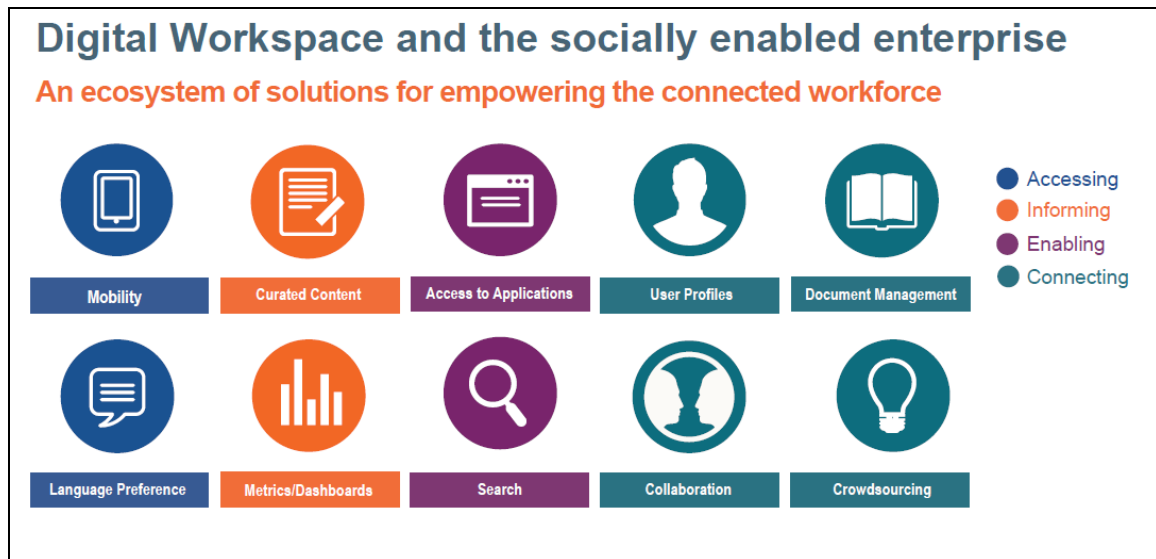 Digital Workspace and the socially enabled enterprise
An ecosystem of solutions for empowering the connected workforce
Mobility
Curated Content
Access to Applications
User Profiles
Document Management
Accessing
Informing
Enabling
Connecting
Language Preference
Metrics/Dashboards
Search
Collaboration
Crowdsourcing